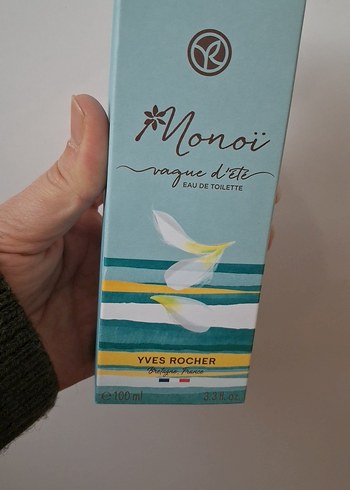 Monoï
vague d'été
EAU DE TOILETTE
YVES ROCHER
Bretagne, France
℮ 100 ml 3.3 fl. oz.